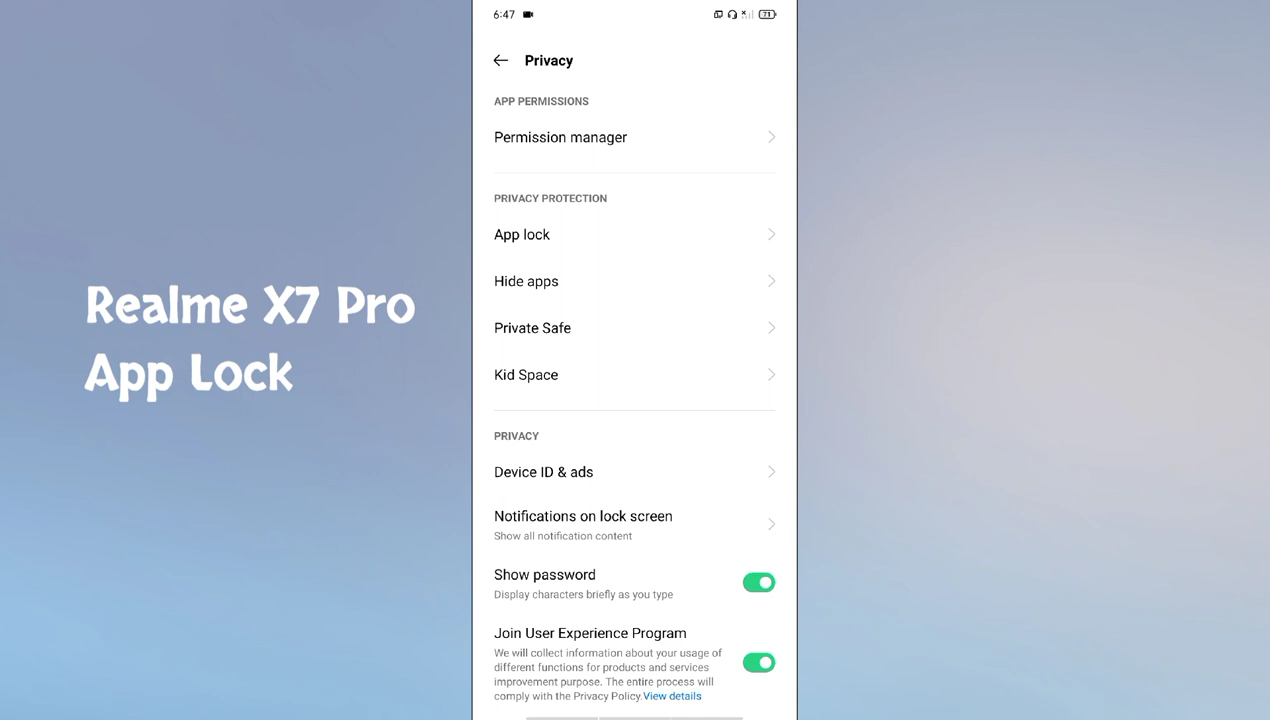 6:47
71
Privacy
APP PERMISSIONS
Permission manager
PRIVACY PROTECTION
App lock
Hide apps
Private Safe
Kid Space
PRIVACY
Device ID & ads
Notifications on lock screen
Show all notification content
Show password
Display characters briefly as you type
Join User Experience Program
We will collect information about your usage of
different functions for products and services
improvement purpose. The entire process will
comply with the Privacy Policy.View details
Realme X7 Pro
App Lock